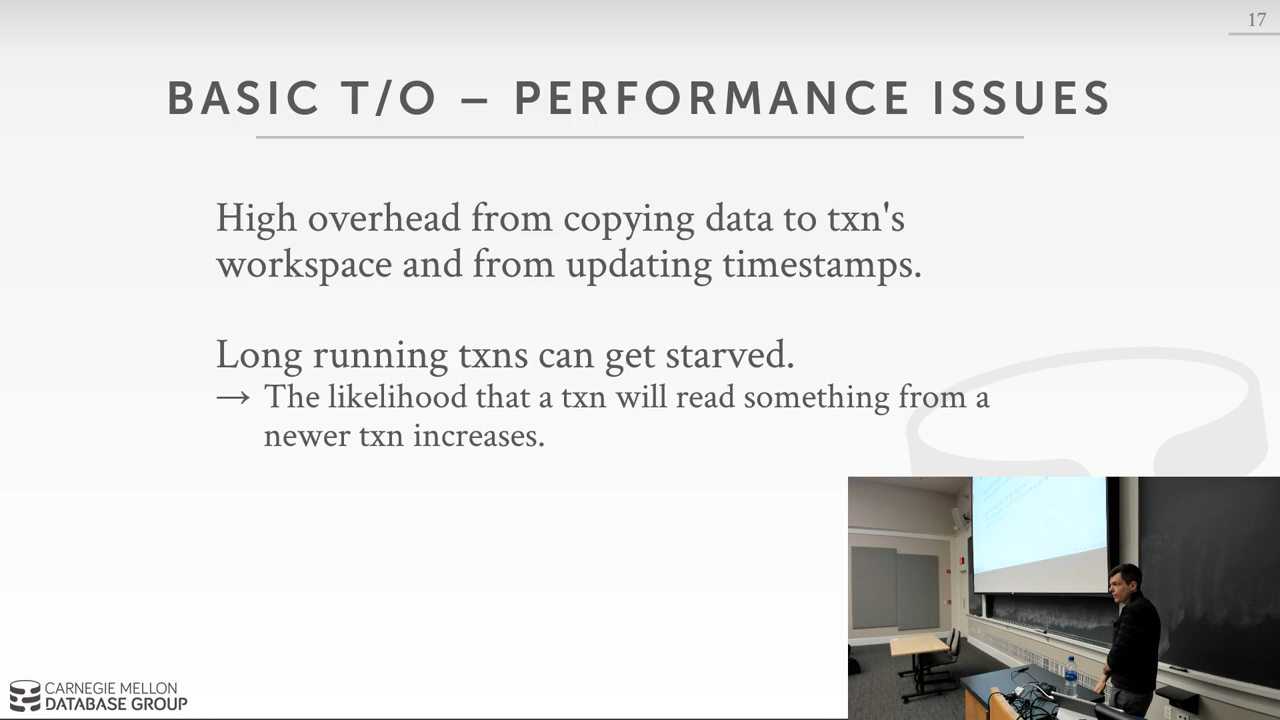 17
BASIC T/O – PERFORMANCE ISSUES
High overhead from copying data to txn's
workspace and from updating timestamps.
Long running txns can get starved.
→ The likelihood that a txn will read something from a
newer txn increases.
CARNEGIE MELLON
DATABASE GROUP